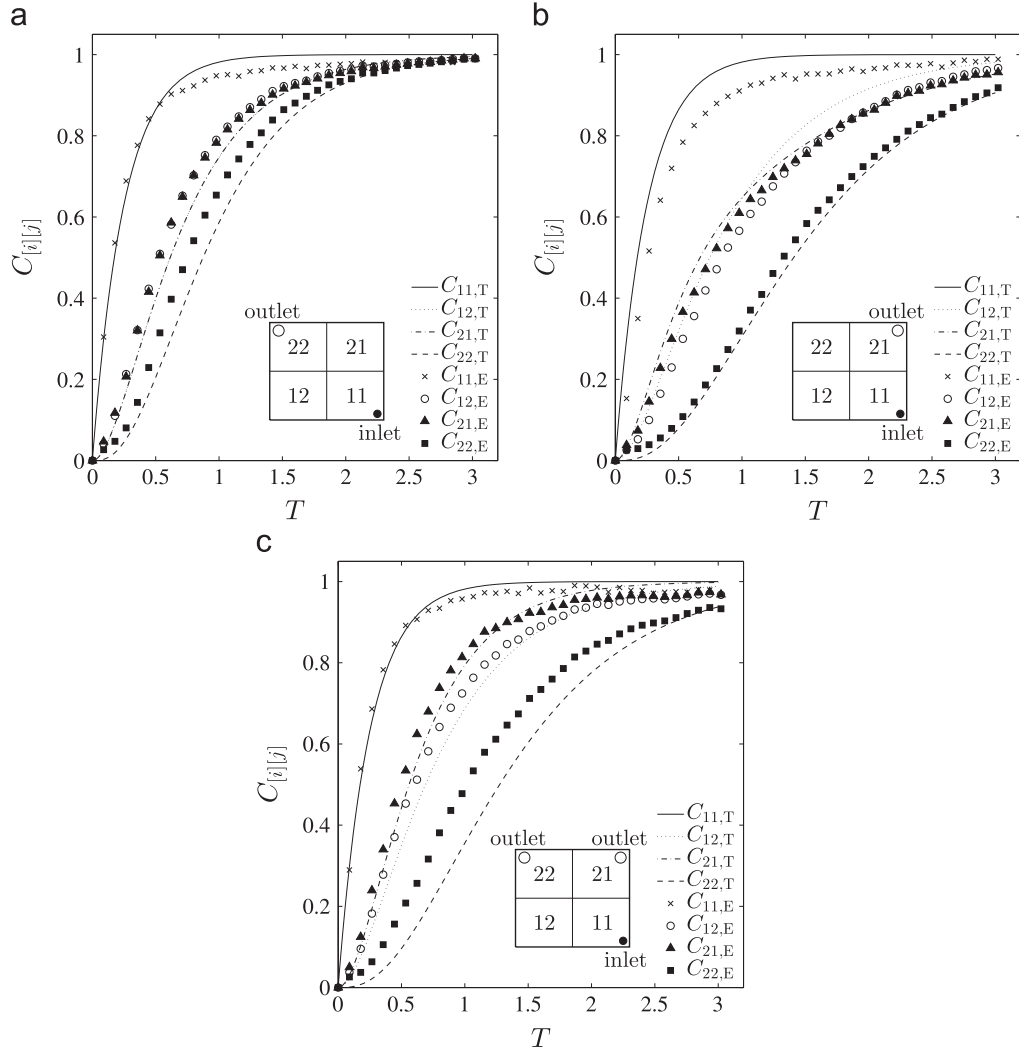 a
1
0.8
0.6
0.4
0.2
0
C[i][j]
0 0.5 1 1.5 2 2.5 3
T
outlet
22 21
12 11
inlet
C11,T
C12,T
C21,T
C22,T
C11,E
C12,E
C21,E
C22,E
b
1
0.8
0.6
0.4
0.2
0
C[i][j]
0 0.5 1 1.5 2 2.5 3
T
outlet
22 21
12 11
inlet
C11,T
C12,T
C21,T
C22,T
C11,E
C12,E
C21,E
C22,E
c
1
0.8
0.6
0.4
0.2
0
C[i][j]
0 0.5 1 1.5 2 2.5 3
T
outlet outlet
22 21
12 11
inlet
C11,T
C12,T
C21,T
C22,T
C11,E
C12,E
C21,E
C22,E